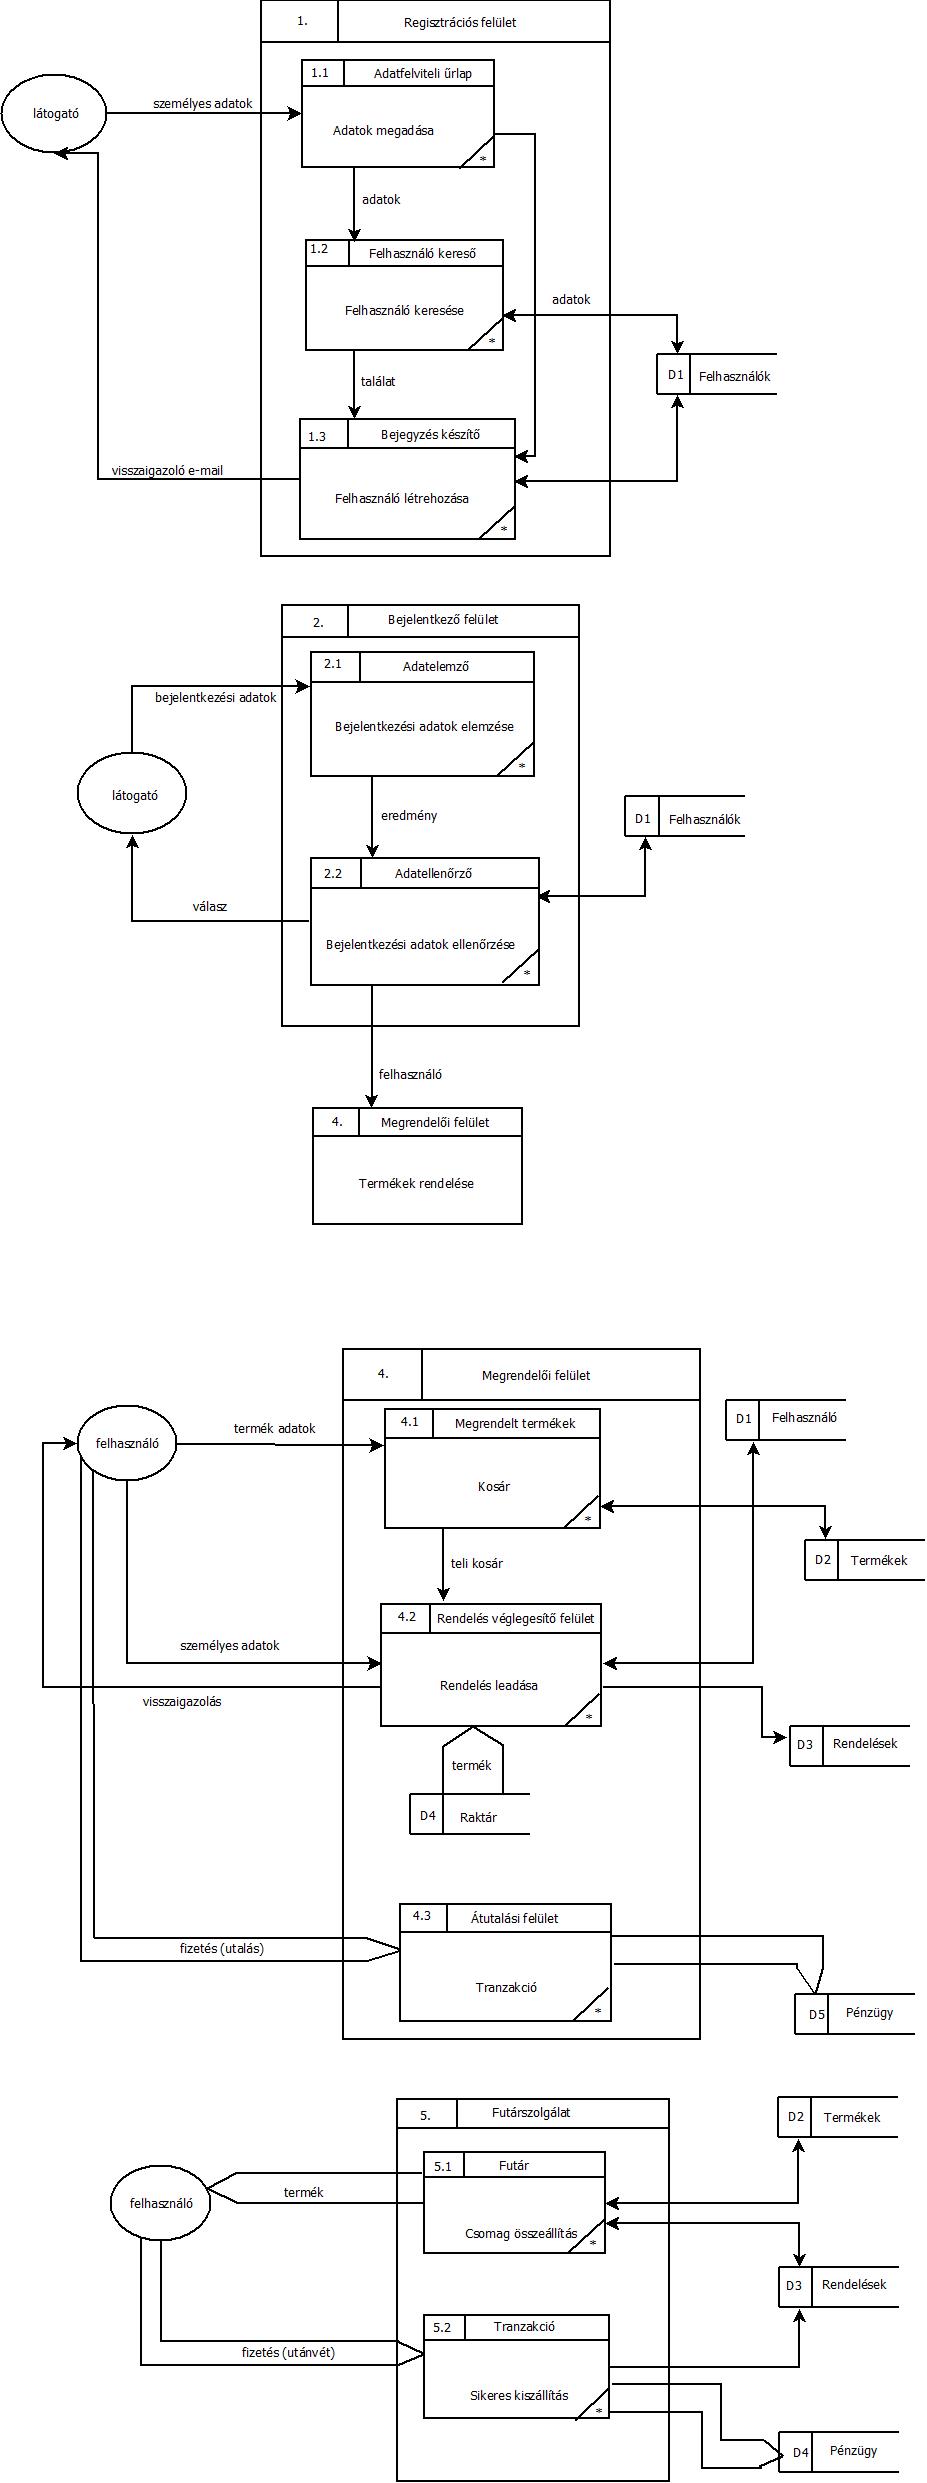 1.
Regisztrációs felület
1.1
Adatfelviteli űrlap
személyes adatok
látogató
Adatok megadása
*
adatok
1.2
Felhasználó kereső
adatok
Felhasználó keresése
*
D1
Felhasználók
találat
1.3
Bejegyzés készítő
visszaigazoló e-mail
Felhasználó létrehozása
*
2.
Bejelentkező felület
2.1
Adatelemző
bejelentkezési adatok
Bejelentkezési adatok elemzése
*
látogató
eredmény
D1
Felhasználók
2.2
Adatellenőrző
válasz
Bejelentkezési adatok ellenőrzése
*
felhasználó
4.
Megrendelői felület
Termékek rendelése
4.
Megrendelői felület
4.1
Megrendelt termékek
D1
Felhasználó
termék adatok
felhasználó
Kosár
*
teli kosár
D2
Termékek
4.2
Rendelés véglegesítő felület
személyes adatok
Rendelés leadása
visszaigazolás
*
D3
Rendelések
termék
D4
Raktár
4.3
Átutalási felület
fizetés (utalás)
Tranzakció
*
D5
Pénzügy
5.
Futárszolgálat
D2
Termékek
5.1
Futár
termék
felhasználó
Csomag összeállítás
*
D3
Rendelések
5.2
Tranzakció
fizetés (utánvét)
Sikeres kiszállítás
*
D4
Pénzügy